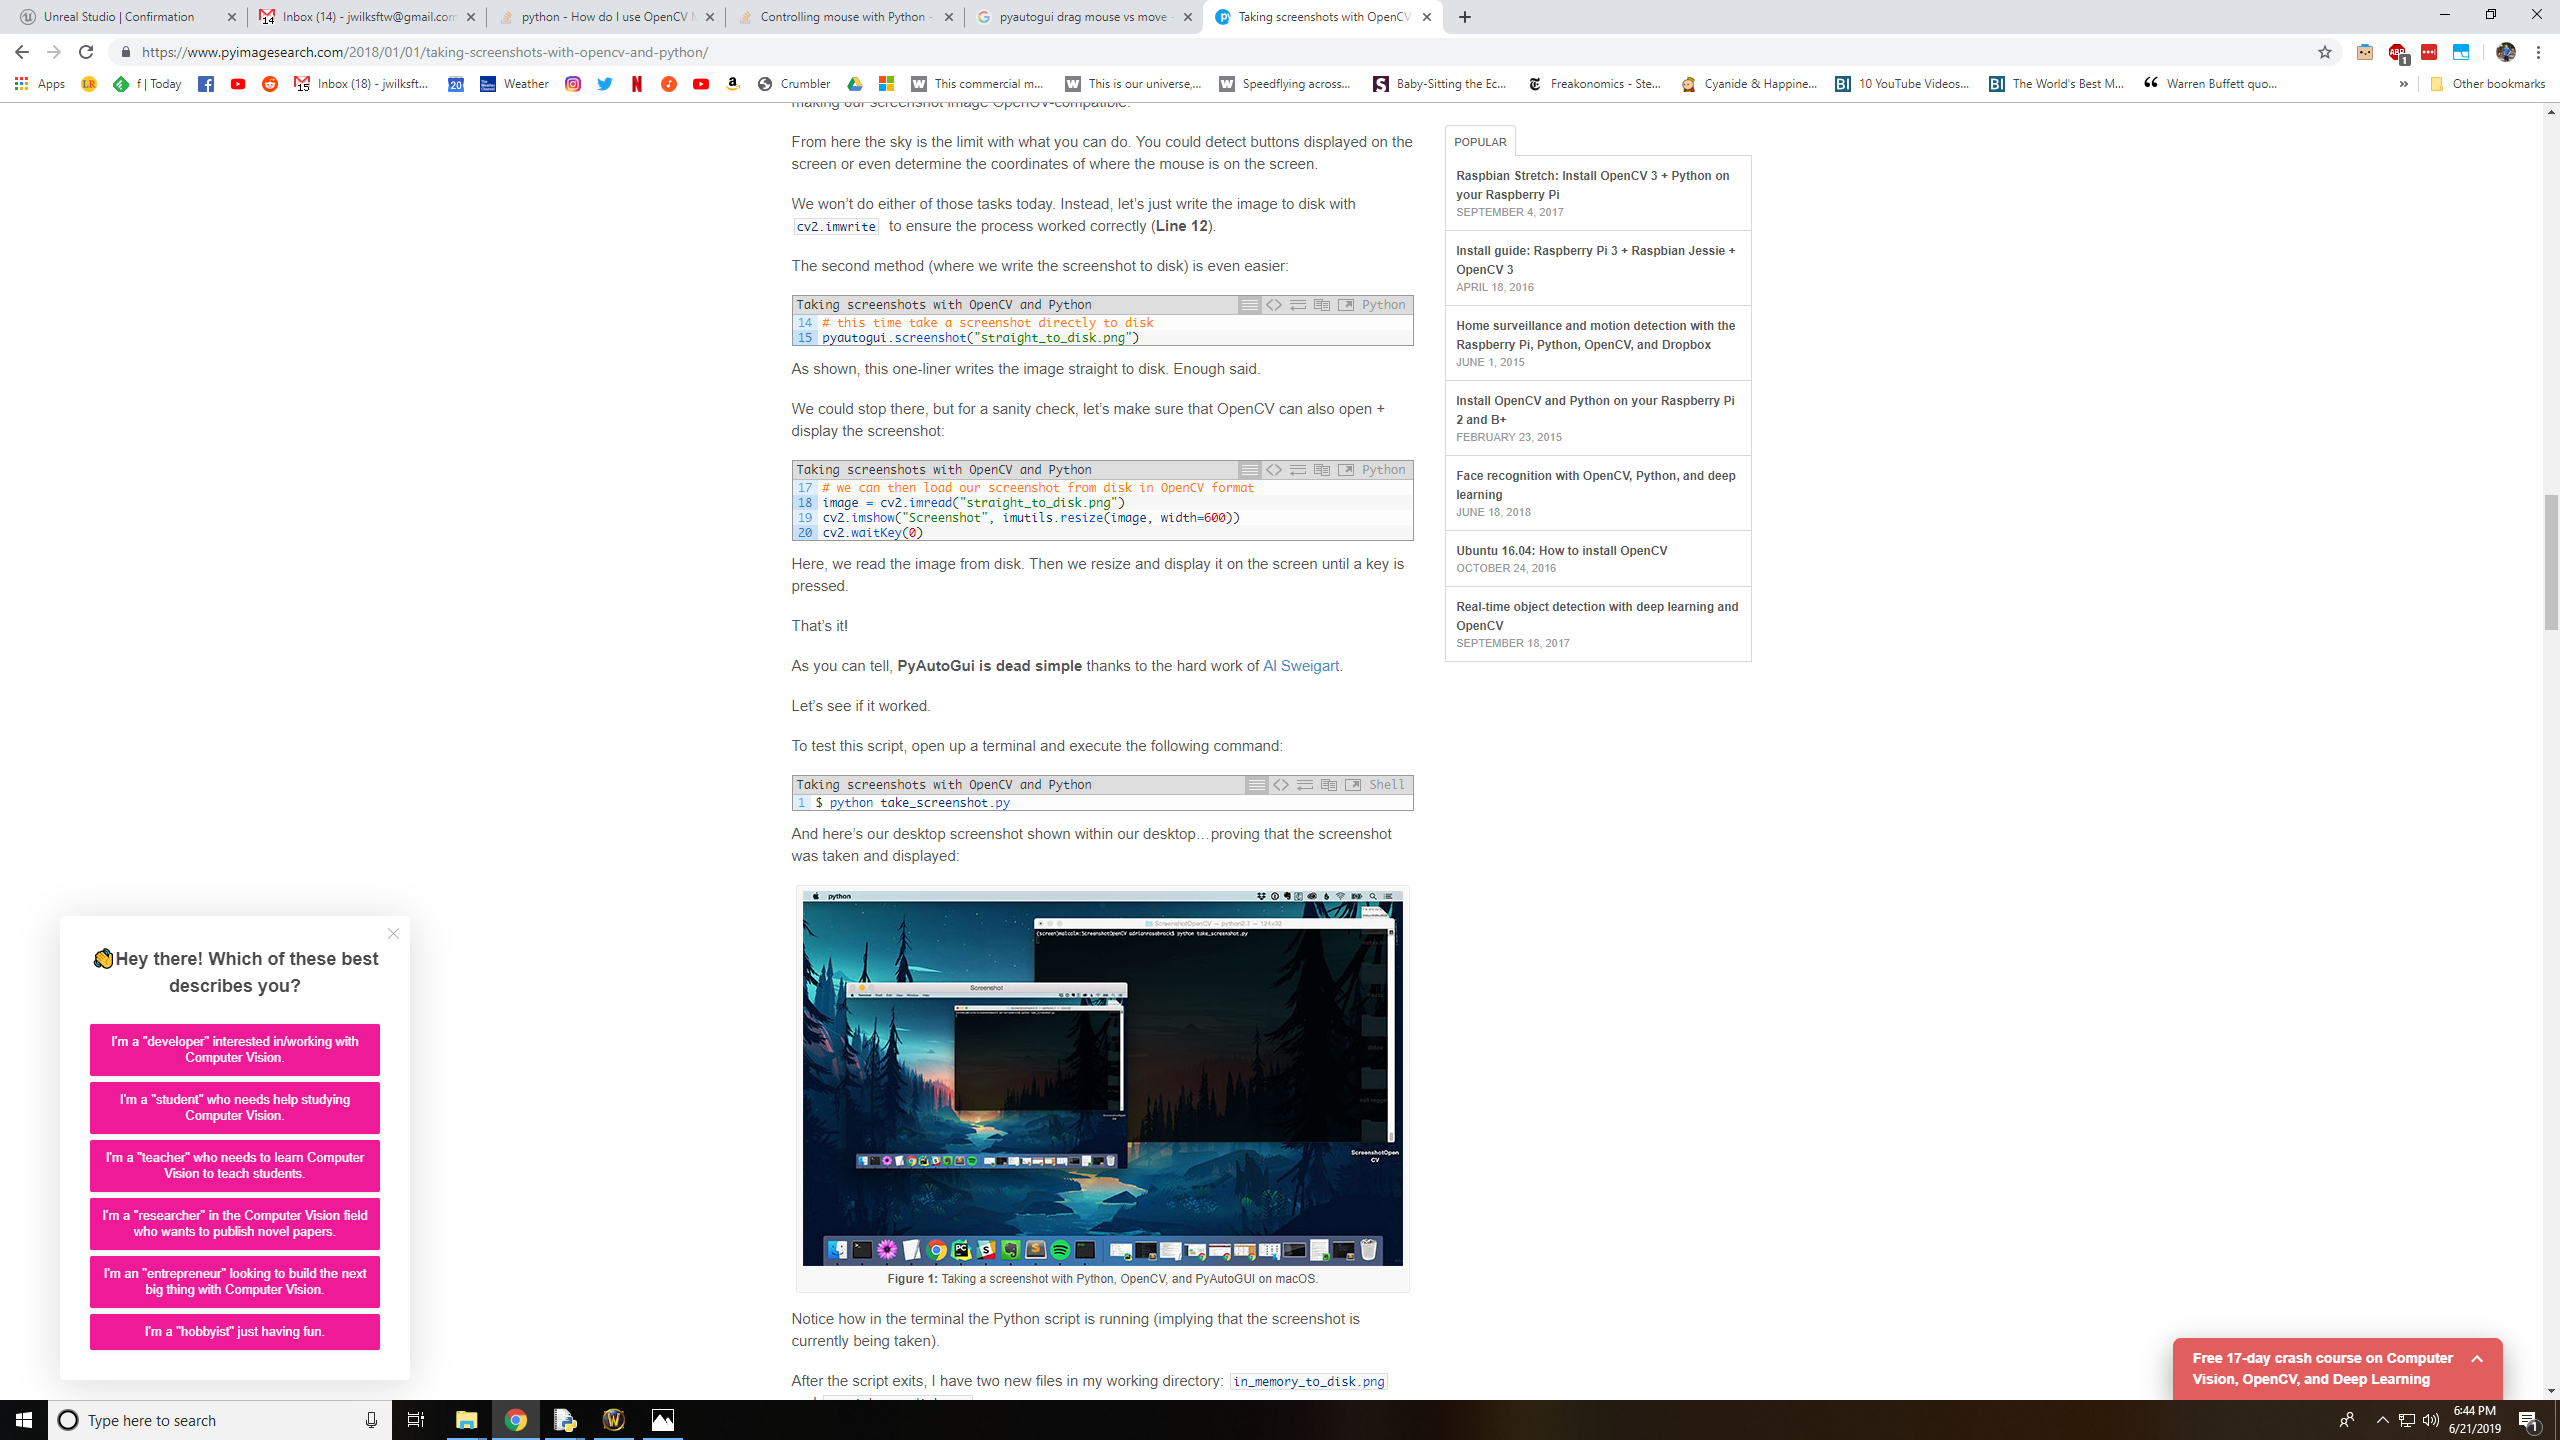 Unreal Studio | Confirmation
Inbox (14) - jwilksftw@gmail.com
python - How do I use OpenCV M
Controlling mouse with Python -
pyautogui drag mouse vs move -
Taking screenshots with OpenCV
https://www.pyimagesearch.com/2018/01/01/taking-screenshots-with-opencv-and-python/
Apps
f | Today
Inbox (18) - jwilksft...
Weather
Crumbler
This commercial m...
This is our universe,...
Speedflying across...
Baby-Sitting the Ec...
Freakonomics - Ste...
Cyanide & Happine...
10 YouTube Videos...
The World's Best M...
Warren Buffett quo...
»
Other bookmarks
making our screenshot image OpenCV-compatible.
From here the sky is the limit with what you can do. You could detect buttons displayed on the
screen or even determine the coordinates of where the mouse is on the screen.
We won’t do either of those tasks today. Instead, let’s just write the image to disk with
cv2.imwrite to ensure the process worked correctly (Line 12).
The second method (where we write the screenshot to disk) is even easier:
Taking screenshots with OpenCV and Python Python
14 # this time take a screenshot directly to disk
15 pyautogui.screenshot("straight_to_disk.png")
As shown, this one-liner writes the image straight to disk. Enough said.
We could stop there, but for a sanity check, let’s make sure that OpenCV can also open +
display the screenshot:
Taking screenshots with OpenCV and Python Python
17 # we can then load our screenshot from disk in OpenCV format
18 image = cv2.imread("straight_to_disk.png")
19 cv2.imshow("Screenshot", imutils.resize(image, width=600))
20 cv2.waitKey(0)
Here, we read the image from disk. Then we resize and display it on the screen until a key is
pressed.
That’s it!
As you can tell, PyAutoGui is dead simple thanks to the hard work of Al Sweigart.
Let’s see if it worked.
To test this script, open up a terminal and execute the following command:
Taking screenshots with OpenCV and Python Shell
1 $ python take_screenshot.py
And here’s our desktop screenshot shown within our desktop…proving that the screenshot
was taken and displayed:
python
ScreenshotOpenCV — python2.7 — 124×32
(screen)malcolm:ScreenshotOpenCV adrianrosebrock$ python take_screenshot.py
Screenshot
ScreenshotOpen
CV
Figure 1: Taking a screenshot with Python, OpenCV, and PyAutoGUI on macOS.
Notice how in the terminal the Python script is running (implying that the screenshot is
currently being taken).
After the script exits, I have two new files in my working directory: in_memory_to_disk.png
POPULAR
Raspbian Stretch: Install OpenCV 3 + Python on
your Raspberry Pi
SEPTEMBER 4, 2017
Install guide: Raspberry Pi 3 + Raspbian Jessie +
OpenCV 3
APRIL 18, 2016
Home surveillance and motion detection with the
Raspberry Pi, Python, OpenCV, and Dropbox
JUNE 1, 2015
Install OpenCV and Python on your Raspberry Pi
2 and B+
FEBRUARY 23, 2015
Face recognition with OpenCV, Python, and deep
learning
JUNE 18, 2018
Ubuntu 16.04: How to install OpenCV
OCTOBER 24, 2016
Real-time object detection with deep learning and
OpenCV
SEPTEMBER 18, 2017
Hey there! Which of these best
describes you?
I'm a "developer" interested in/working with
Computer Vision.
I'm a "student" who needs help studying
Computer Vision.
I'm a "teacher" who needs to learn Computer
Vision to teach students.
I'm a "researcher" in the Computer Vision field
who wants to publish novel papers.
I'm an "entrepreneur" looking to build the next
big thing with Computer Vision.
I'm a "hobbyist" just having fun.
Free 17-day crash course on Computer
Vision, OpenCV, and Deep Learning
Type here to search
6:44 PM
6/21/2019